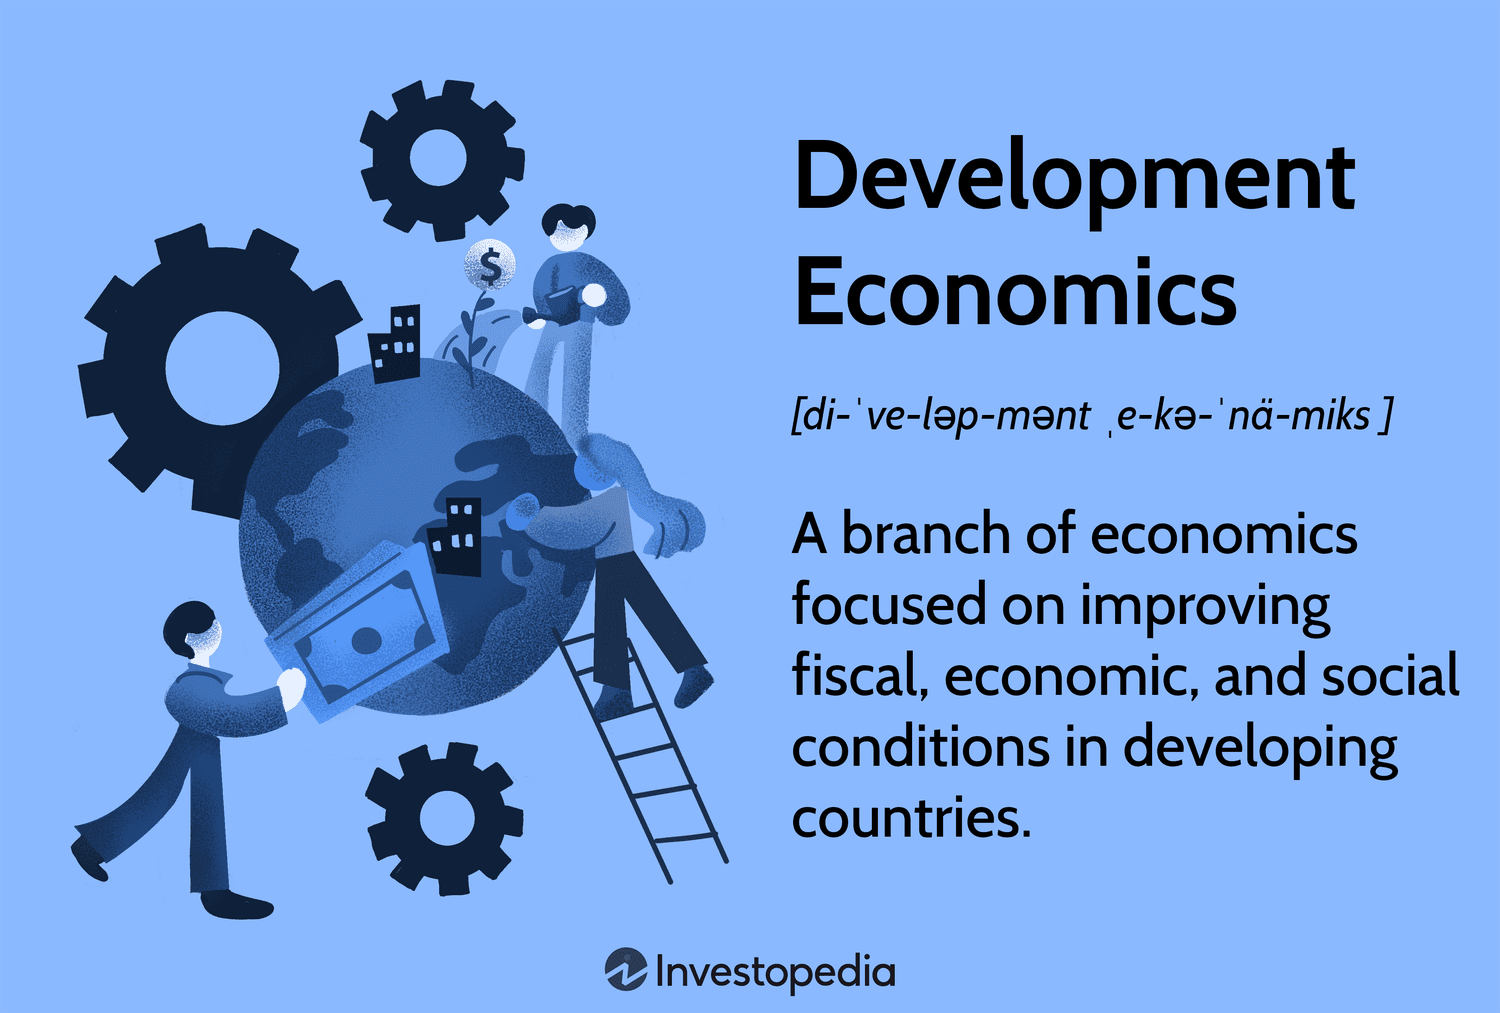 Development
Economics
[di-ˈve-ləp-mənt ˌe-kə-ˈnä-miks ]
A branch of economics
focused on improving
fiscal, economic, and social
conditions in developing
countries.
$
Investopedia